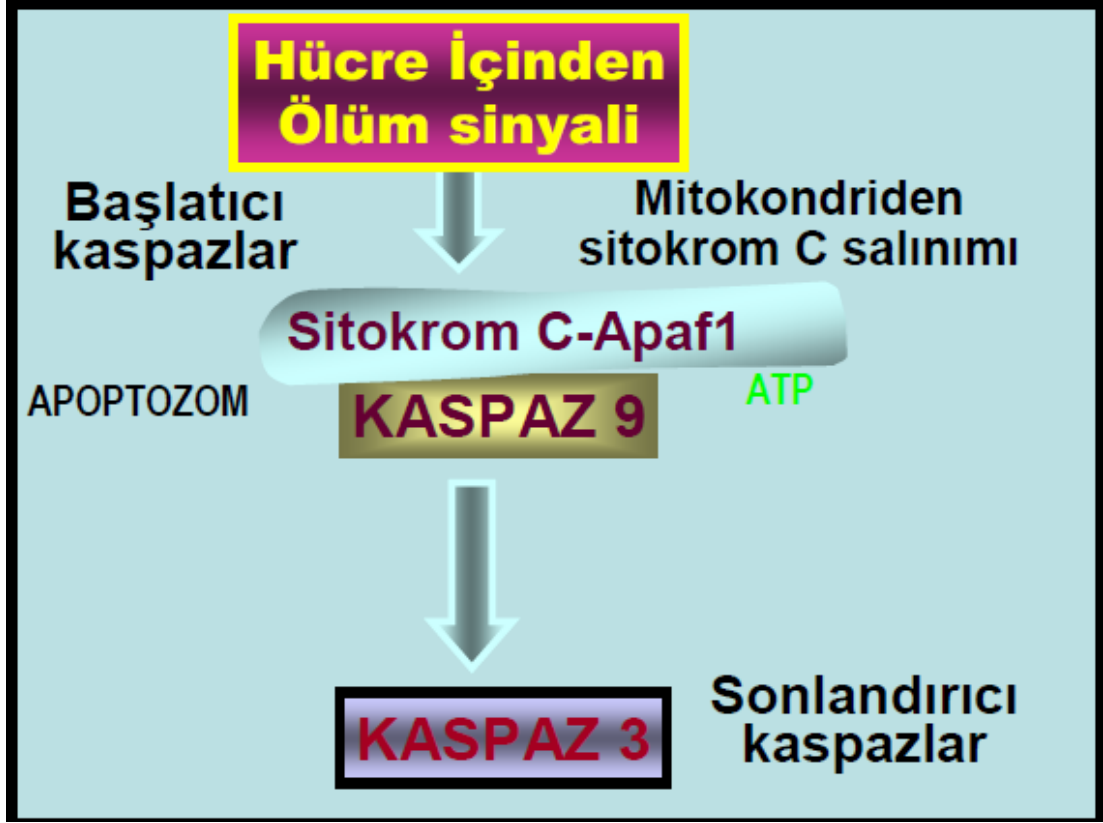 Hücre İçinden
Ölüm sinyali
Başlatıcı
kaspazlar
Mitokondriden
sitokrom C salınımı
Sitokrom C-Apaf1
APOPTOZOM
ATP
KASPAZ 9
KASPAZ 3
Sonlandırıcı
kaspazlar